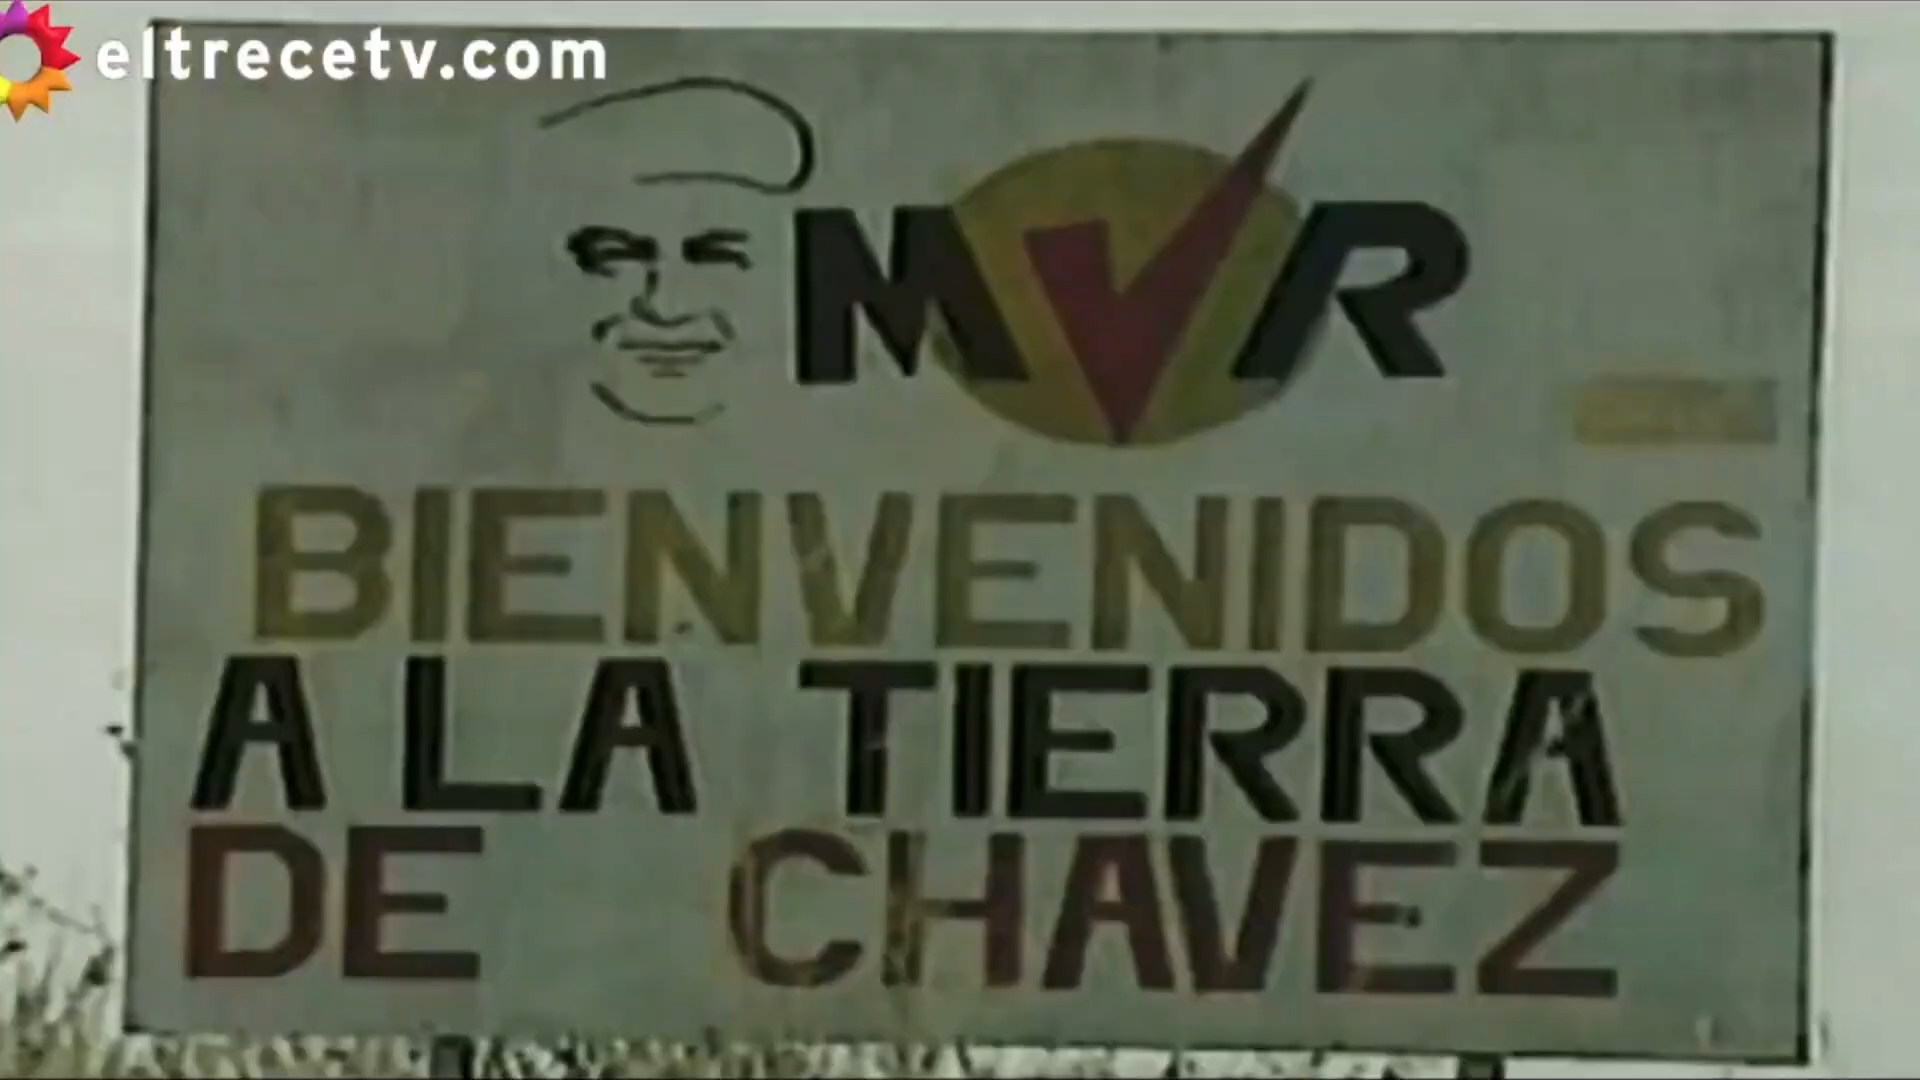 eltrecetv.com
MVR
BIENVENIDOS
A LA TIERRA
DE CHAVEZ